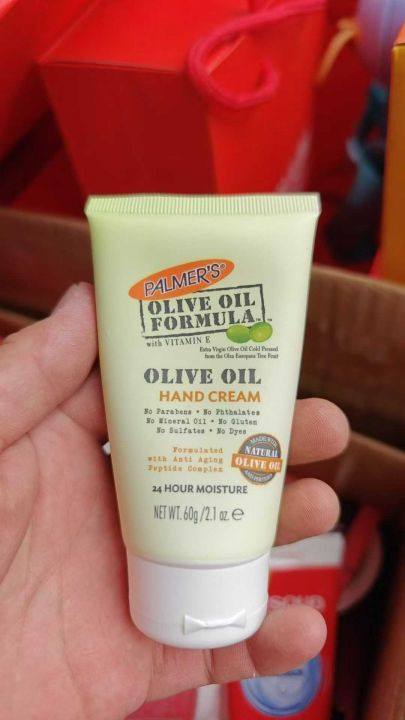 PALMER'S®
OLIVE OIL
FORMULA™
with VITAMIN E
Extra Virgin Olive Oil Cold Pressed
from the Olea Europaea Tree Fruit
OLIVE OIL
HAND CREAM
No Parabens • No Phthalates
No Mineral Oil • No Gluten
No Sulfates • No Dyes
Formulated
with Anti Aging
Peptide Complex
MADE WITH
NATURAL
OLIVE OIL
24 HOUR MOISTURE
NET WT. 60g/2.1 oz. e